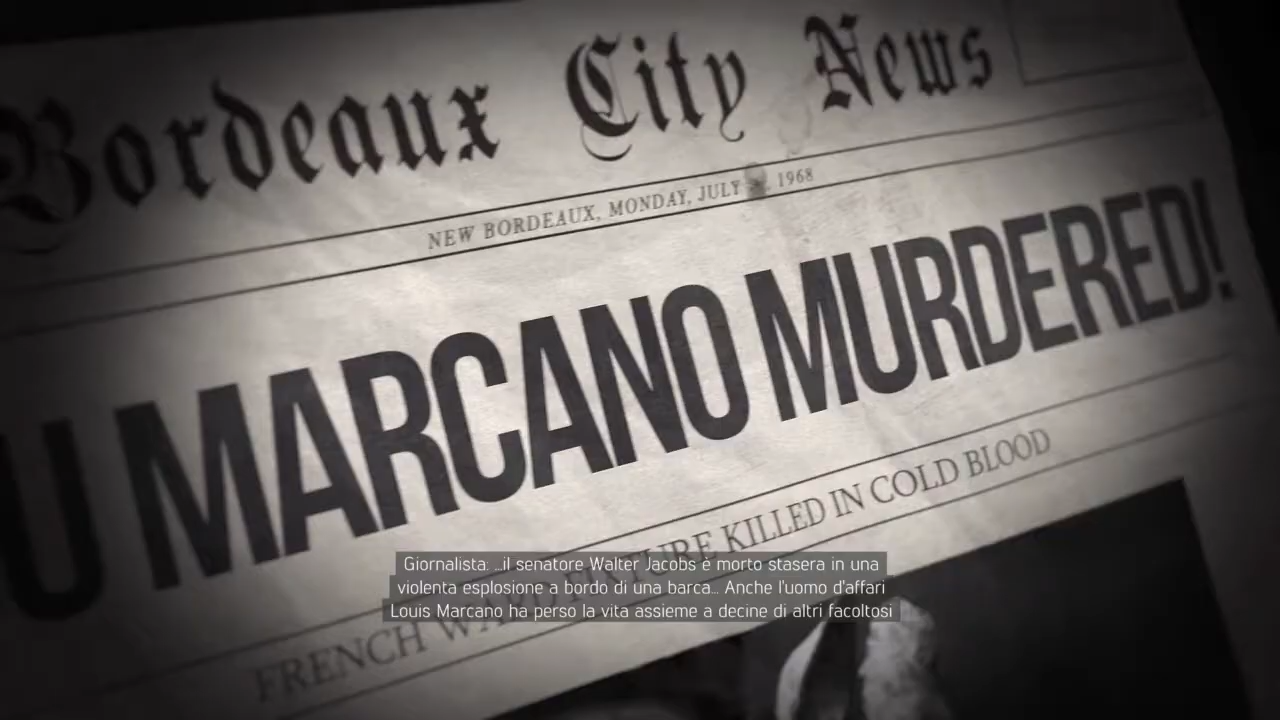 Bordeaux City News
NEW BORDEAUX, MONDAY, JULY 1968
U MARCANO MURDERED!
FRENCH WARD FIXTURE KILLED IN COLD BLOOD
Giornalista: ...il senatore Walter Jacobs è morto stasera in una
violenta esplosione a bordo di una barca... Anche l'uomo d'affari
Louis Marcano ha perso la vita assieme a decine di altri facoltosi